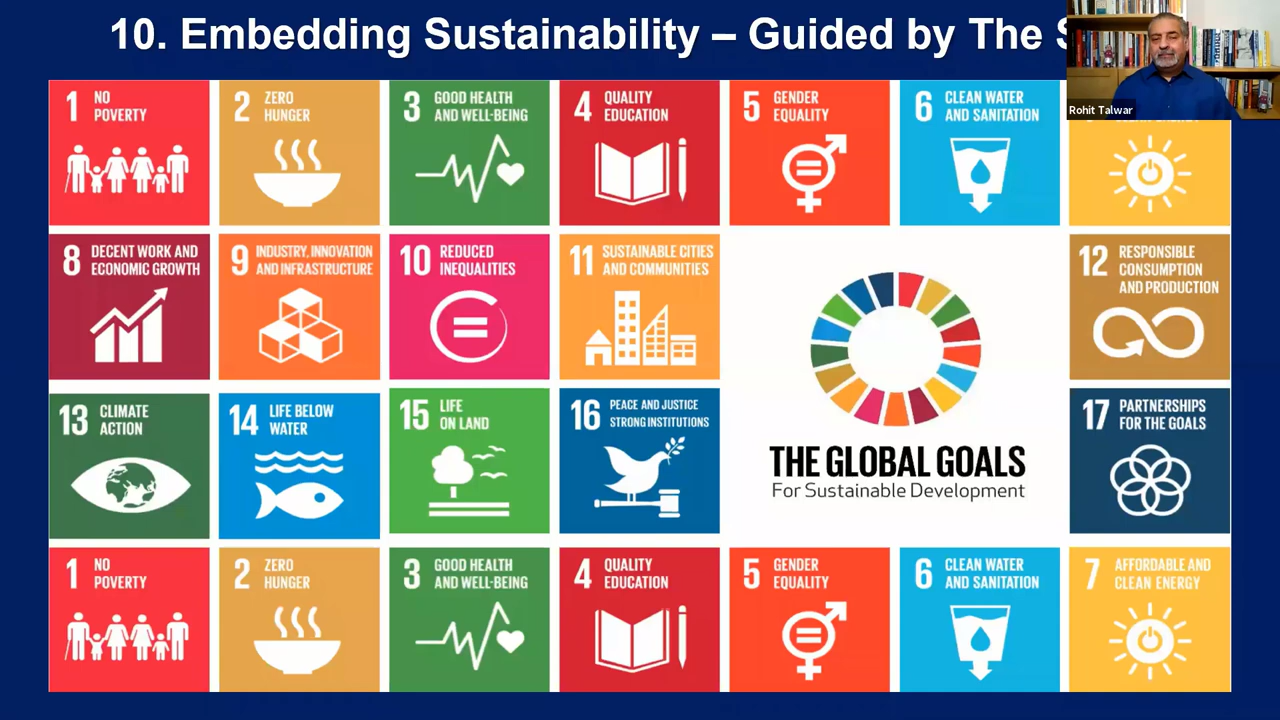 10. Embedding Sustainability – Guided by The
Rohit Talwar
1 NO
POVERTY
2 ZERO
HUNGER
3 GOOD HEALTH
AND WELL-BEING
4 QUALITY
EDUCATION
5 GENDER
EQUALITY
6 CLEAN WATER
AND SANITATION
8 DECENT WORK AND
ECONOMIC GROWTH
9 INDUSTRY, INNOVATION
AND INFRASTRUCTURE
10 REDUCED
INEQUALITIES
11 SUSTAINABLE CITIES
AND COMMUNITIES
12 RESPONSIBLE
CONSUMPTION
AND PRODUCTION
THE GLOBAL GOALS
For Sustainable Development
13 CLIMATE
ACTION
14 LIFE BELOW
WATER
15 LIFE
ON LAND
16 PEACE AND JUSTICE
STRONG INSTITUTIONS
17 PARTNERSHIPS
FOR THE GOALS
1 NO
POVERTY
2 ZERO
HUNGER
3 GOOD HEALTH
AND WELL-BEING
4 QUALITY
EDUCATION
5 GENDER
EQUALITY
6 CLEAN WATER
AND SANITATION
7 AFFORDABLE AND
CLEAN ENERGY